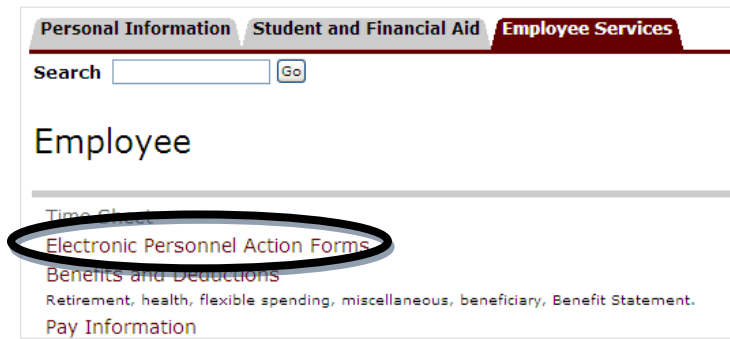 Personal Information Student and Financial Aid Employee Services
Search Go
Employee
Time Sheet
Electronic Personnel Action Forms
Benefits and Deductions
Retirement, health, flexible spending, miscellaneous, beneficiary, Benefit Statement.
Pay Information